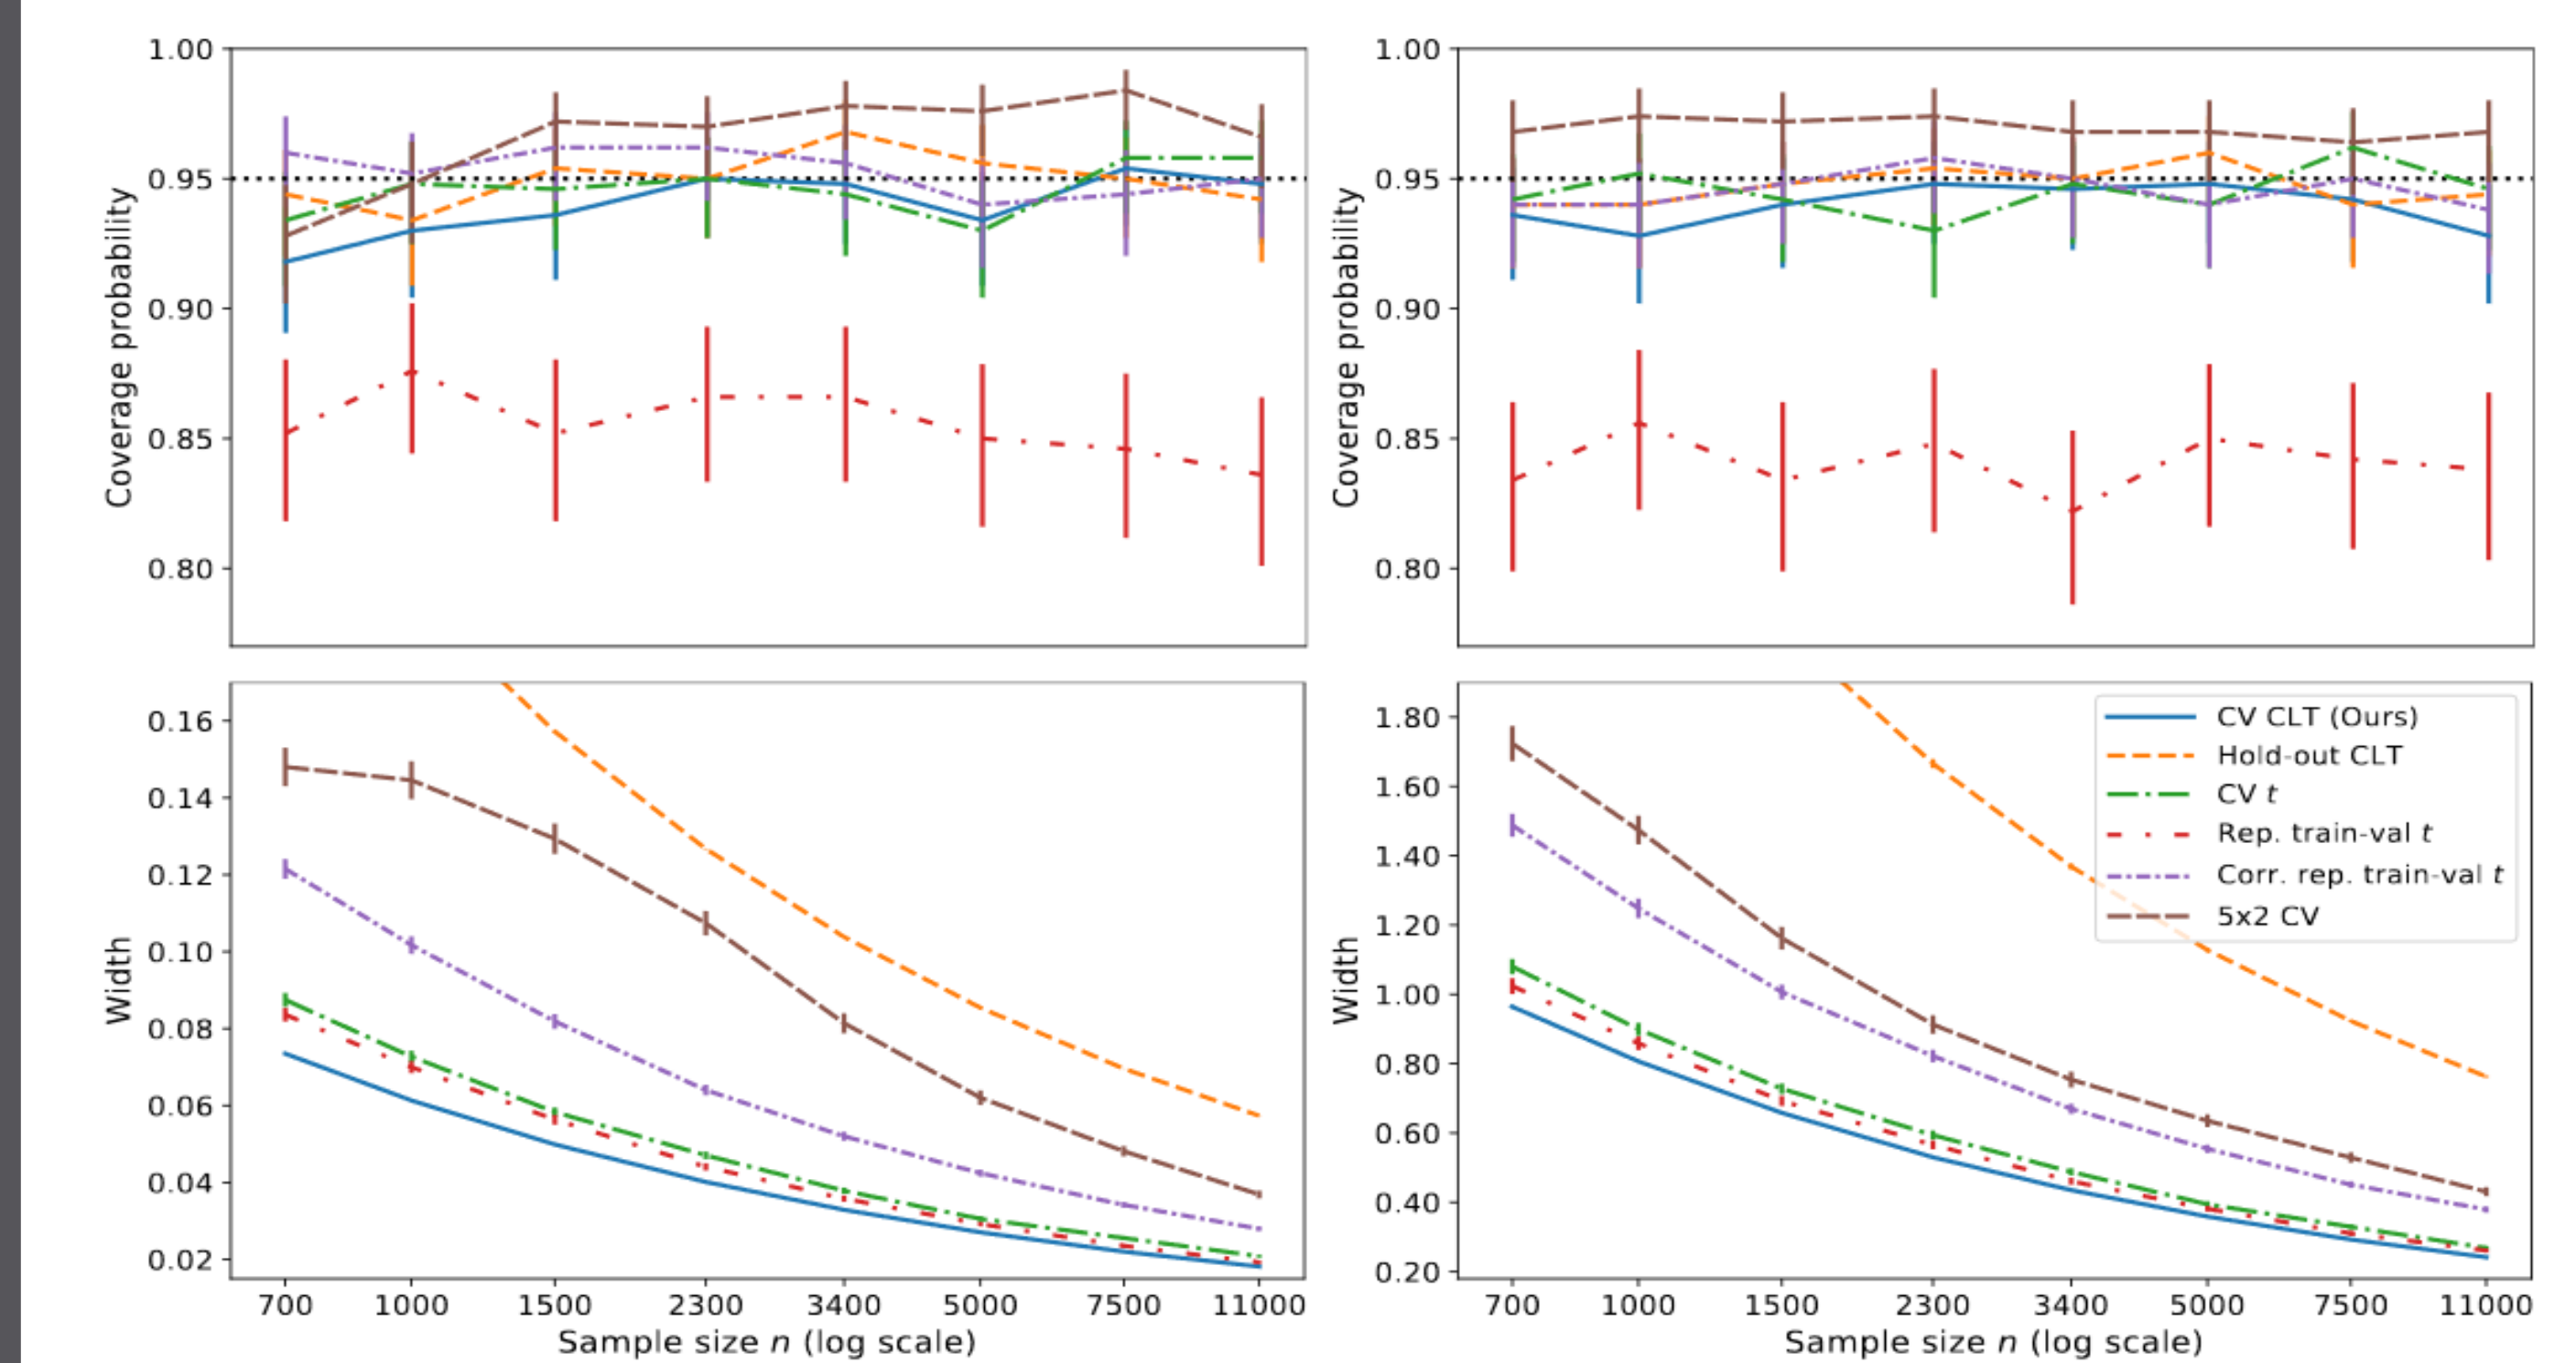 1.00
0.95
0.90
0.85
0.80
Coverage probability
1.00
0.95
0.90
0.85
0.80
Coverage probability
0.16
0.14
0.12
0.10
0.08
0.06
0.04
0.02
Width
700 1000 1500 2300 3400 5000 7500 11000
Sample size n (log scale)
1.80
1.60
1.40
1.20
1.00
0.80
0.60
0.40
0.20
Width
CV CLT (Ours)
Hold-out CLT
CV t
Rep. train-val t
Corr. rep. train-val t
5x2 CV
700 1000 1500 2300 3400 5000 7500 11000
Sample size n (log scale)